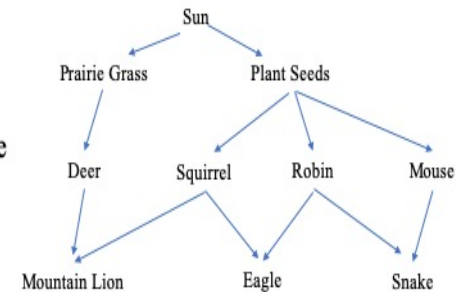 Sun
Prairie Grass Plant Seeds
e
Deer Squirrel Robin Mouse
Mountain Lion Eagle Snake